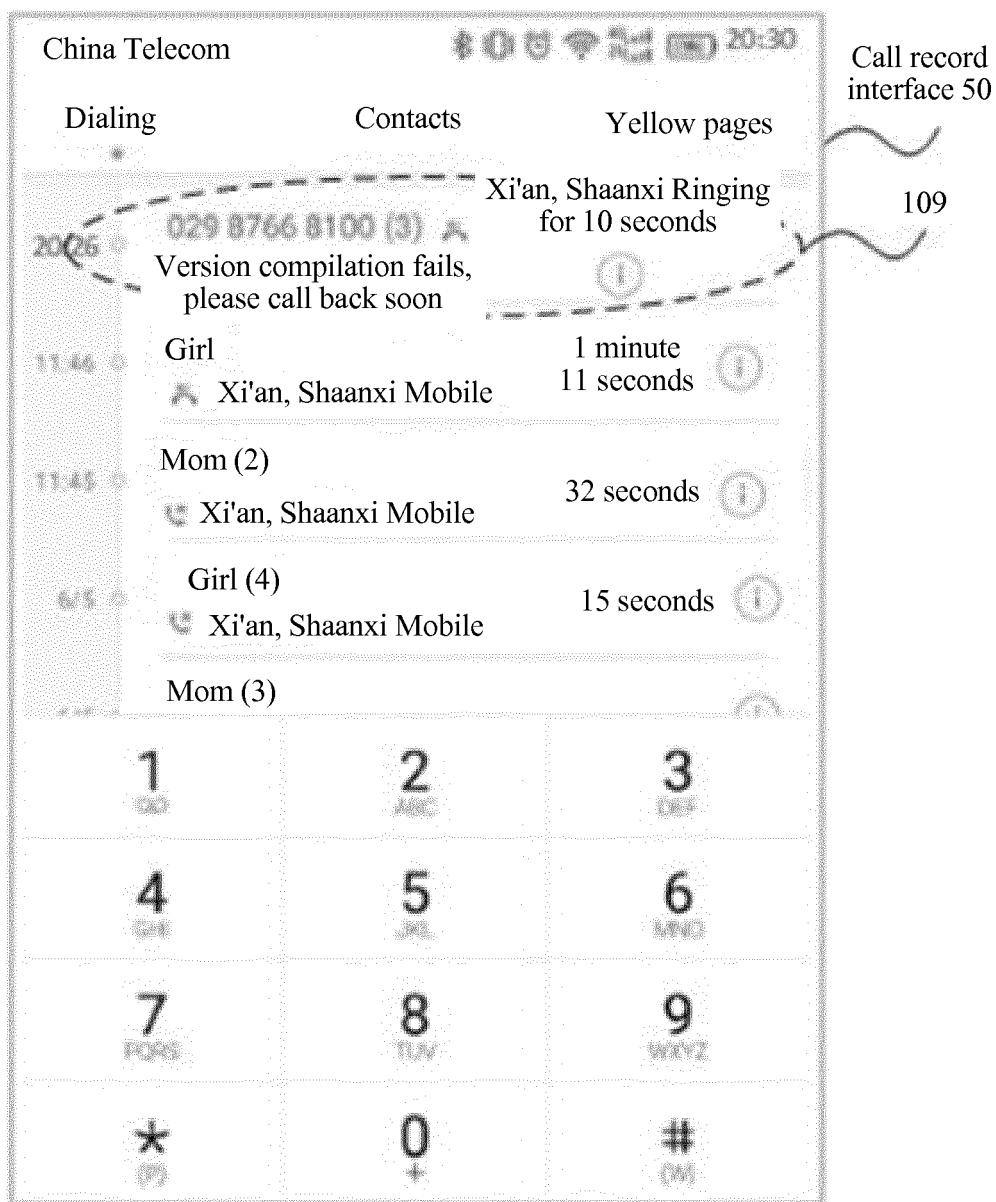 China Telecom
20:30
Call record
interface 50
Dialing
Contacts
Yellow pages
109
Xi'an, Shaanxi Ringing
for 10 seconds
20:26
029 8766 8100 (3)
Version compilation fails,
please call back soon
11:46
Girl
1 minute
11 seconds
Xi'an, Shaanxi Mobile
11:45
Mom (2)
32 seconds
Xi'an, Shaanxi Mobile
6/5
Girl (4)
15 seconds
Xi'an, Shaanxi Mobile
Mom (3)
1
2
3
QO
ABC
DEF
4
5
6
GHI
JKL
MNO
7
8
9
PQRS
TUV
WXYZ
*
0
#
(P)
+
(W)